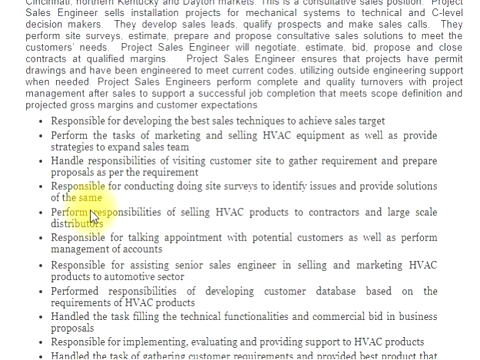 Cincinnati, northern Kentucky and Dayton markets. This is a consultative sales position. Project
Sales Engineer sells installation projects for mechanical systems to technical and C-level
decision makers. They develop sales leads, qualify prospects and make sales calls. They
perform site surveys, estimate, prepare and propose consultative sales solutions to meet the
customers' needs. Project Sales Engineer will negotiate, estimate, bid, propose and close
contracts at qualified margins. Project Sales Engineer ensures that projects have permit
drawings and have been engineered to meet current codes, utilizing outside engineering support
when needed. Project Sales Engineers perform complete and quality turnovers with project
management after sales to support a successful job completion that meets scope definition and
projected gross margins and customer expectations
• Responsible for developing the best sales techniques to achieve sales target
• Perform the tasks of marketing and selling HVAC equipment as well as provide
strategies to expand sales team
• Handle responsibilities of visiting customer site to gather requirement and prepare
proposals as per the requirement
• Responsible for conducting doing site surveys to identify issues and provide solutions
of the same
• Perform responsibilities of selling HVAC products to contractors and large scale
distributors
• Responsible for talking appointment with potential customers as well as perform
management of accounts
• Responsible for assisting senior sales engineer in selling and marketing HVAC
products to automotive sector
• Performed responsibilities of developing customer database based on the
requirements of HVAC products
• Handled the task filling the technical functionalities and commercial bid in business
proposals
• Responsible for implementing, evaluating and providing support to HVAC products
• Handled the task of gathering customer requirements and provided best product that